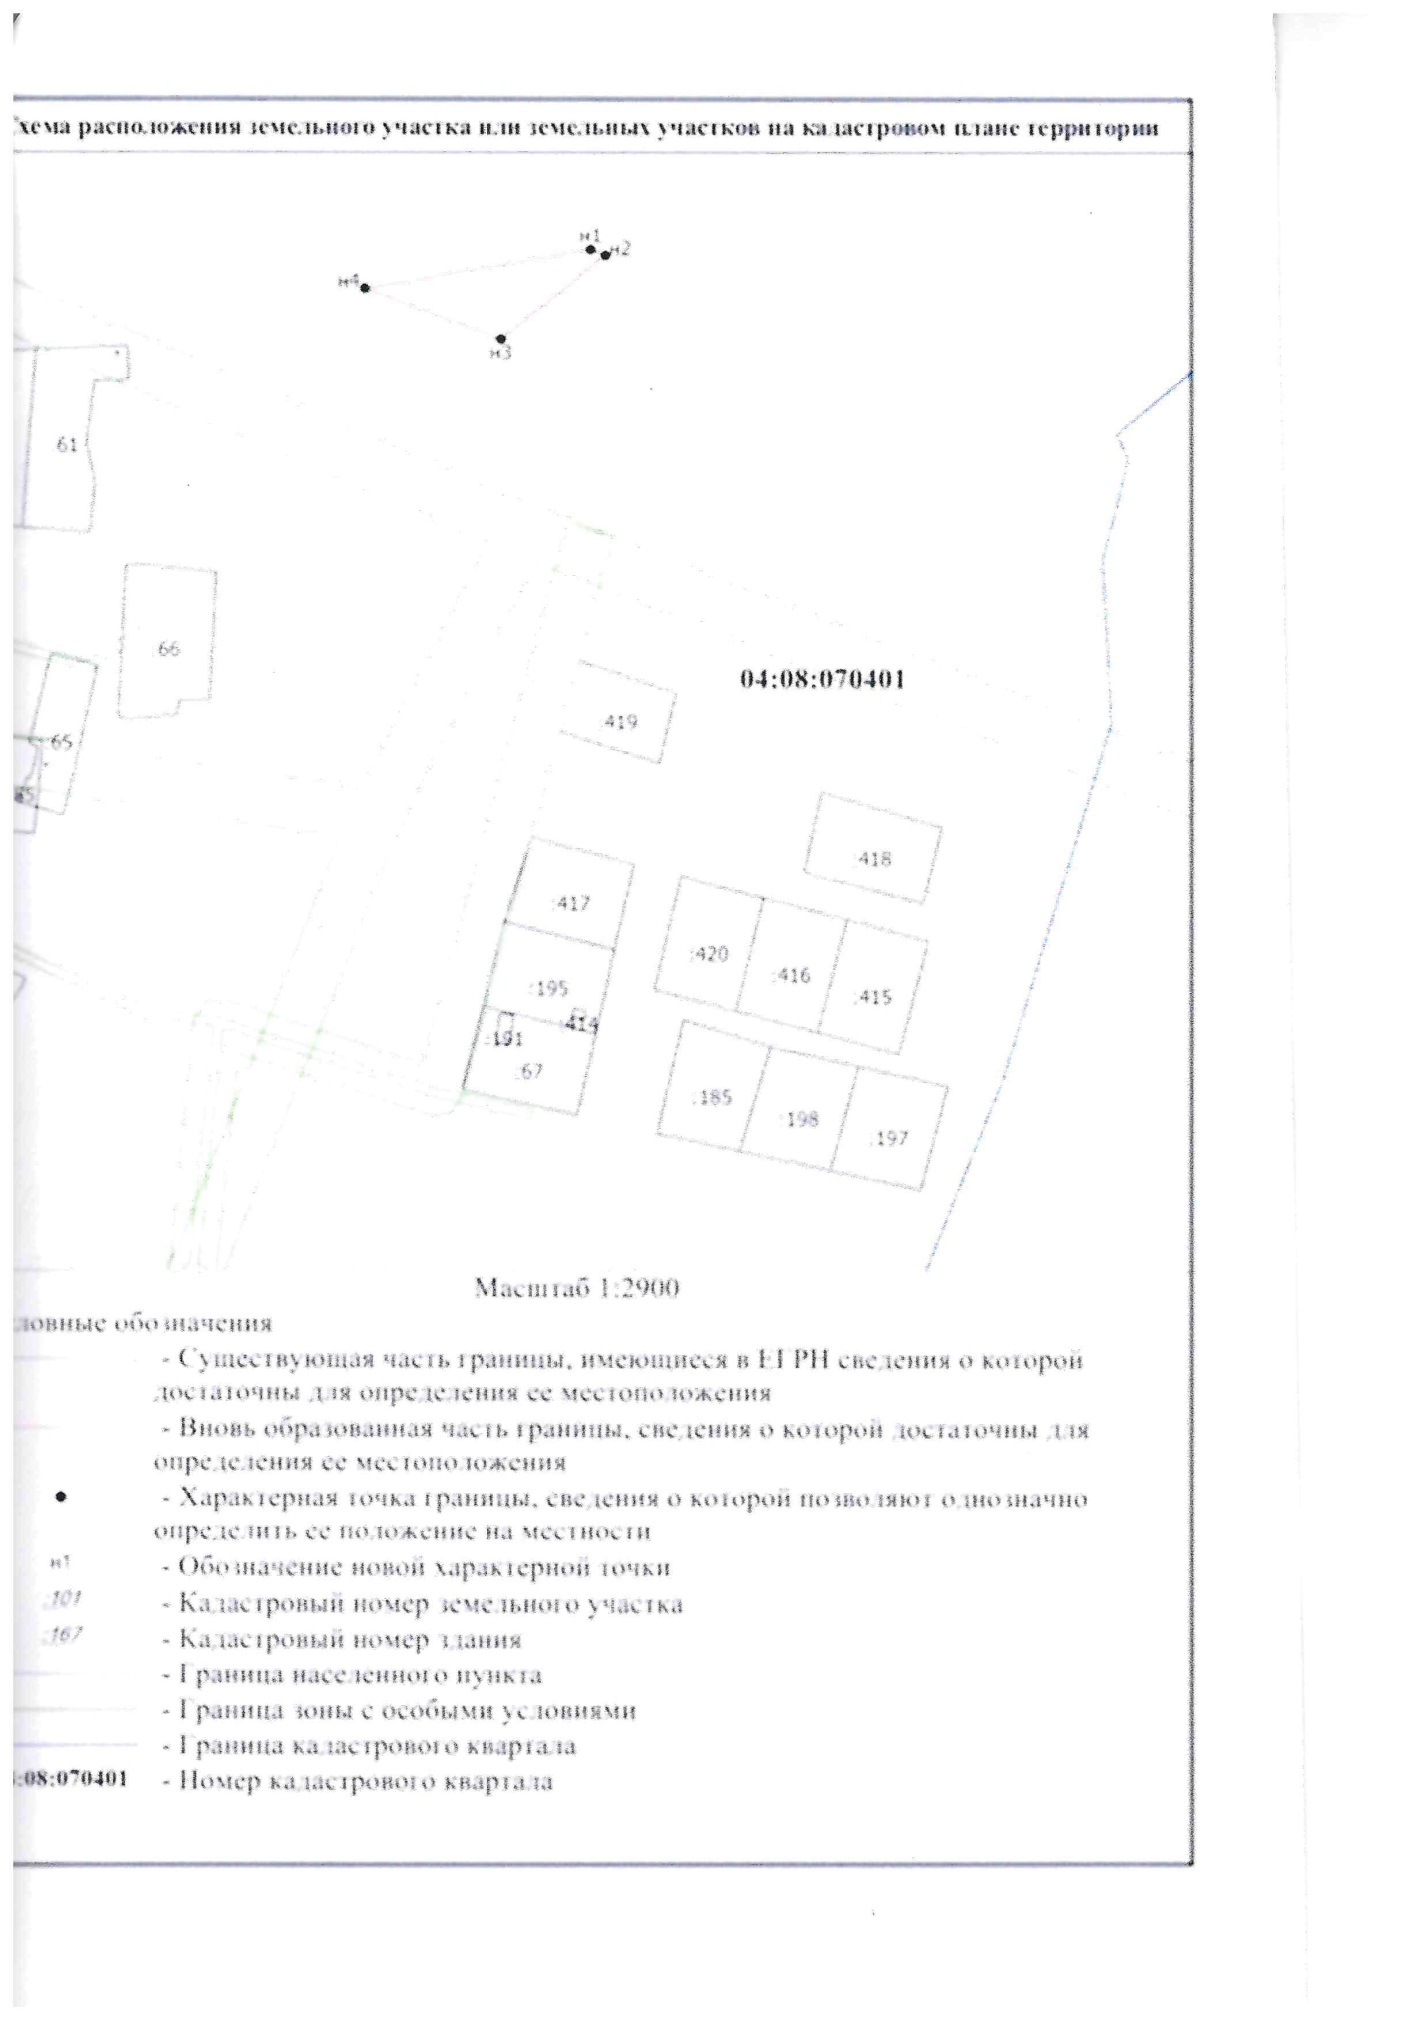 хема расположения земельного участка или земельных участков на кадастровом плане территории
н1
н2
н4
н3
61
:66
04:08:070401
:419
:65
:418
:417
:420
:195
:416
:415
:414
:191
:67
:185
:198
:197
Масштаб 1:2900
ловные обозначения
- Существующая часть границы, имеющиеся в ЕГРН сведения о которой
достаточны для определения ее местоположения
- Вновь образованная часть границы, сведения о которой достаточны для
определения ее местоположения
- Характерная точка границы, сведения о которой позволяют однозначно
определить ее положение на местности
н1 - Обозначение новой характерной точки
:101 - Кадастровый номер земельного участка
:167 - Кадастровый номер здания
- Граница населенного пункта
- Граница зоны с особыми условиями
- Граница кадастрового квартала
:08:070401 - Номер кадастрового квартала